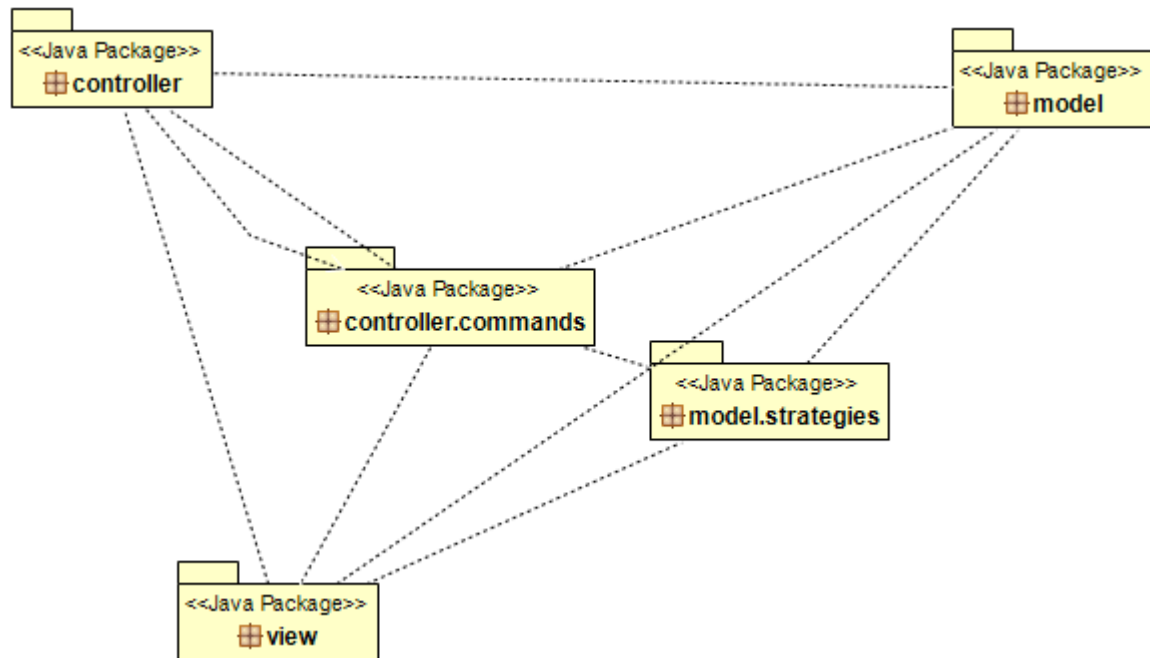 <<Java Package>>
controller
<<Java Package>>
model
<<Java Package>>
controller.commands
<<Java Package>>
model.strategies
<<Java Package>>
view